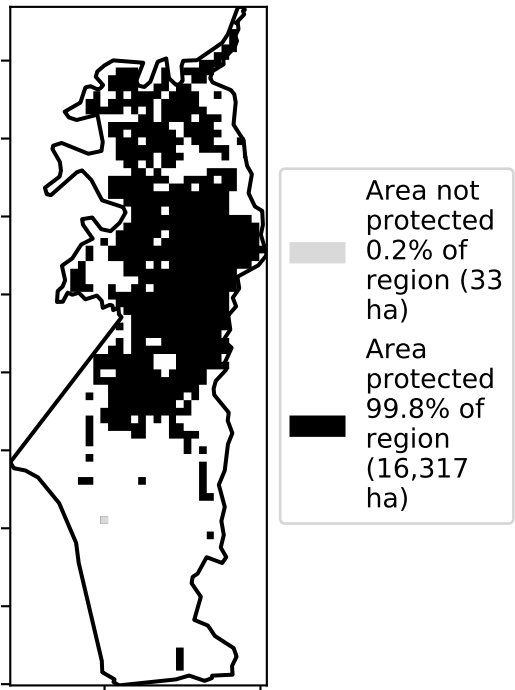 Area not
protected
0.2% of
region (33
ha)
Area
protected
99.8% of
region
(16,317
ha)